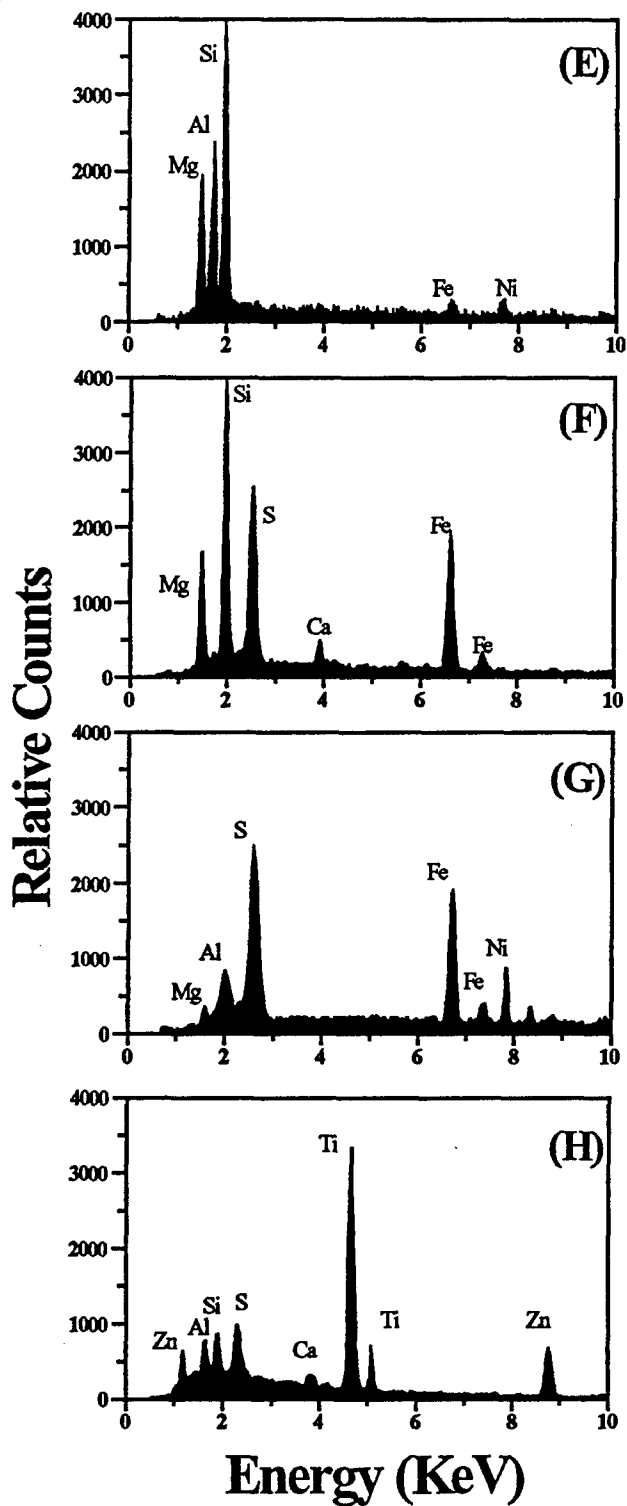 Relative Counts
(E)
4000
3000
2000
1000
0
Si
Al
Mg
Fe
Ni
0 2 4 6 8 10
(F)
4000
3000
2000
1000
0
Si
S
Mg
Ca
Fe
Fe
0 2 4 6 8 10
(G)
4000
3000
2000
1000
0
S
Al
Mg
Fe
Fe
Ni
0 2 4 6 8 10
(H)
4000
3000
2000
1000
0
Ti
Zn
Al
Si
S
Ca
Ti
Zn
0 2 4 6 8 10
Energy (KeV)